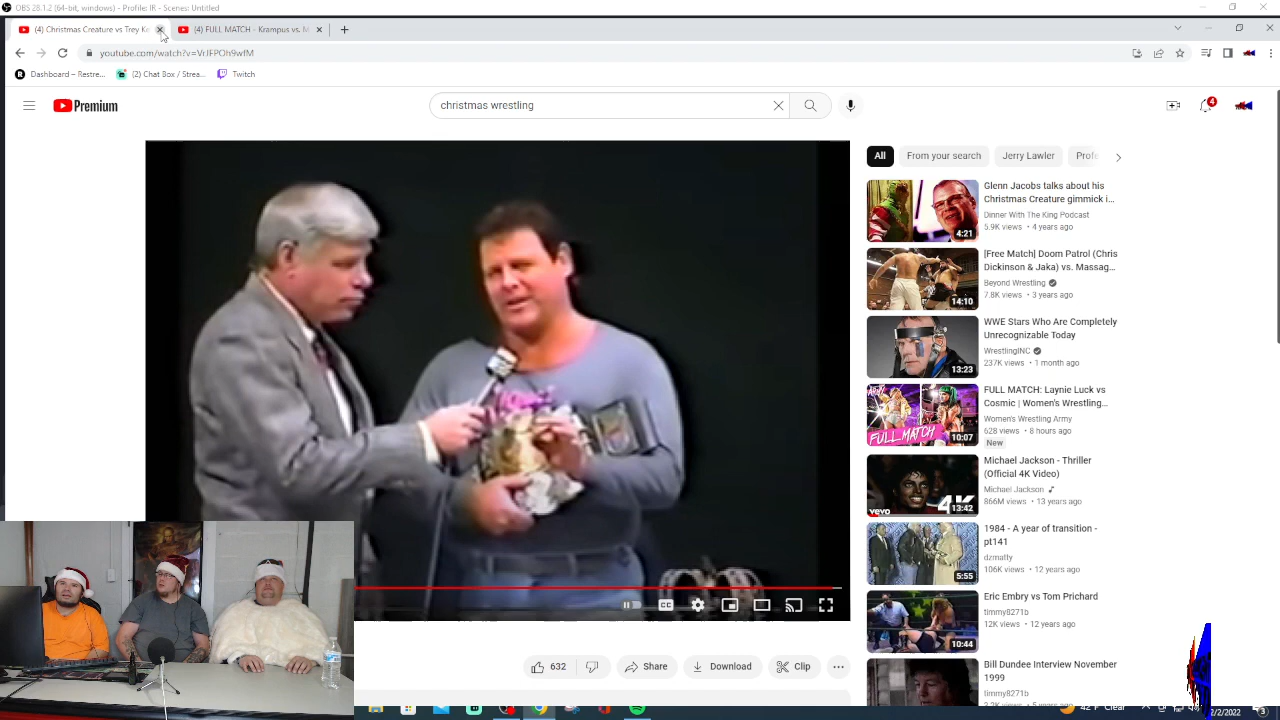 OBS 28.1.2 (64-bit, windows) - Profile: IR - Scenes: Untitled
(4) Christmas Creature vs Trey Ke
(4) FULL MATCH - Krampus vs. M
youtube.com/watch?v=VrJFPOh9wfM
Dashboard – Restre...
(2) Chat Box / Strea...
Twitch
Premium
christmas wrestling
4
All
From your search
Jerry Lawler
Profe
Glenn Jacobs talks about his
Christmas Creature gimmick i...
Dinner With The King Podcast
5.9K views • 4 years ago
4:21
[Free Match] Doom Patrol (Chris
Dickinson & Jaka) vs. Massag...
Beyond Wrestling
7.8K views • 3 years ago
14:10
WWE Stars Who Are Completely
Unrecognizable Today
WrestlingINC
237K views • 1 month ago
13:23
FULL MATCH: Laynie Luck vs
Cosmic | Women's Wrestling...
Women's Wrestling Army
628 views • 8 hours ago
New
FULL MATCH
10:07
Michael Jackson - Thriller
(Official 4K Video)
Michael Jackson
866M views • 13 years ago
vevo
4K
13:42
1984 - A year of transition -
pt141
dzmatty
106K views • 12 years ago
5:55
Eric Embry vs Tom Prichard
timmy8271b
12K views • 12 years ago
10:44
Bill Dundee Interview November
1999
timmy8271b
CC
632
Share
Download
Clip
42°F Clear
2/2/2022